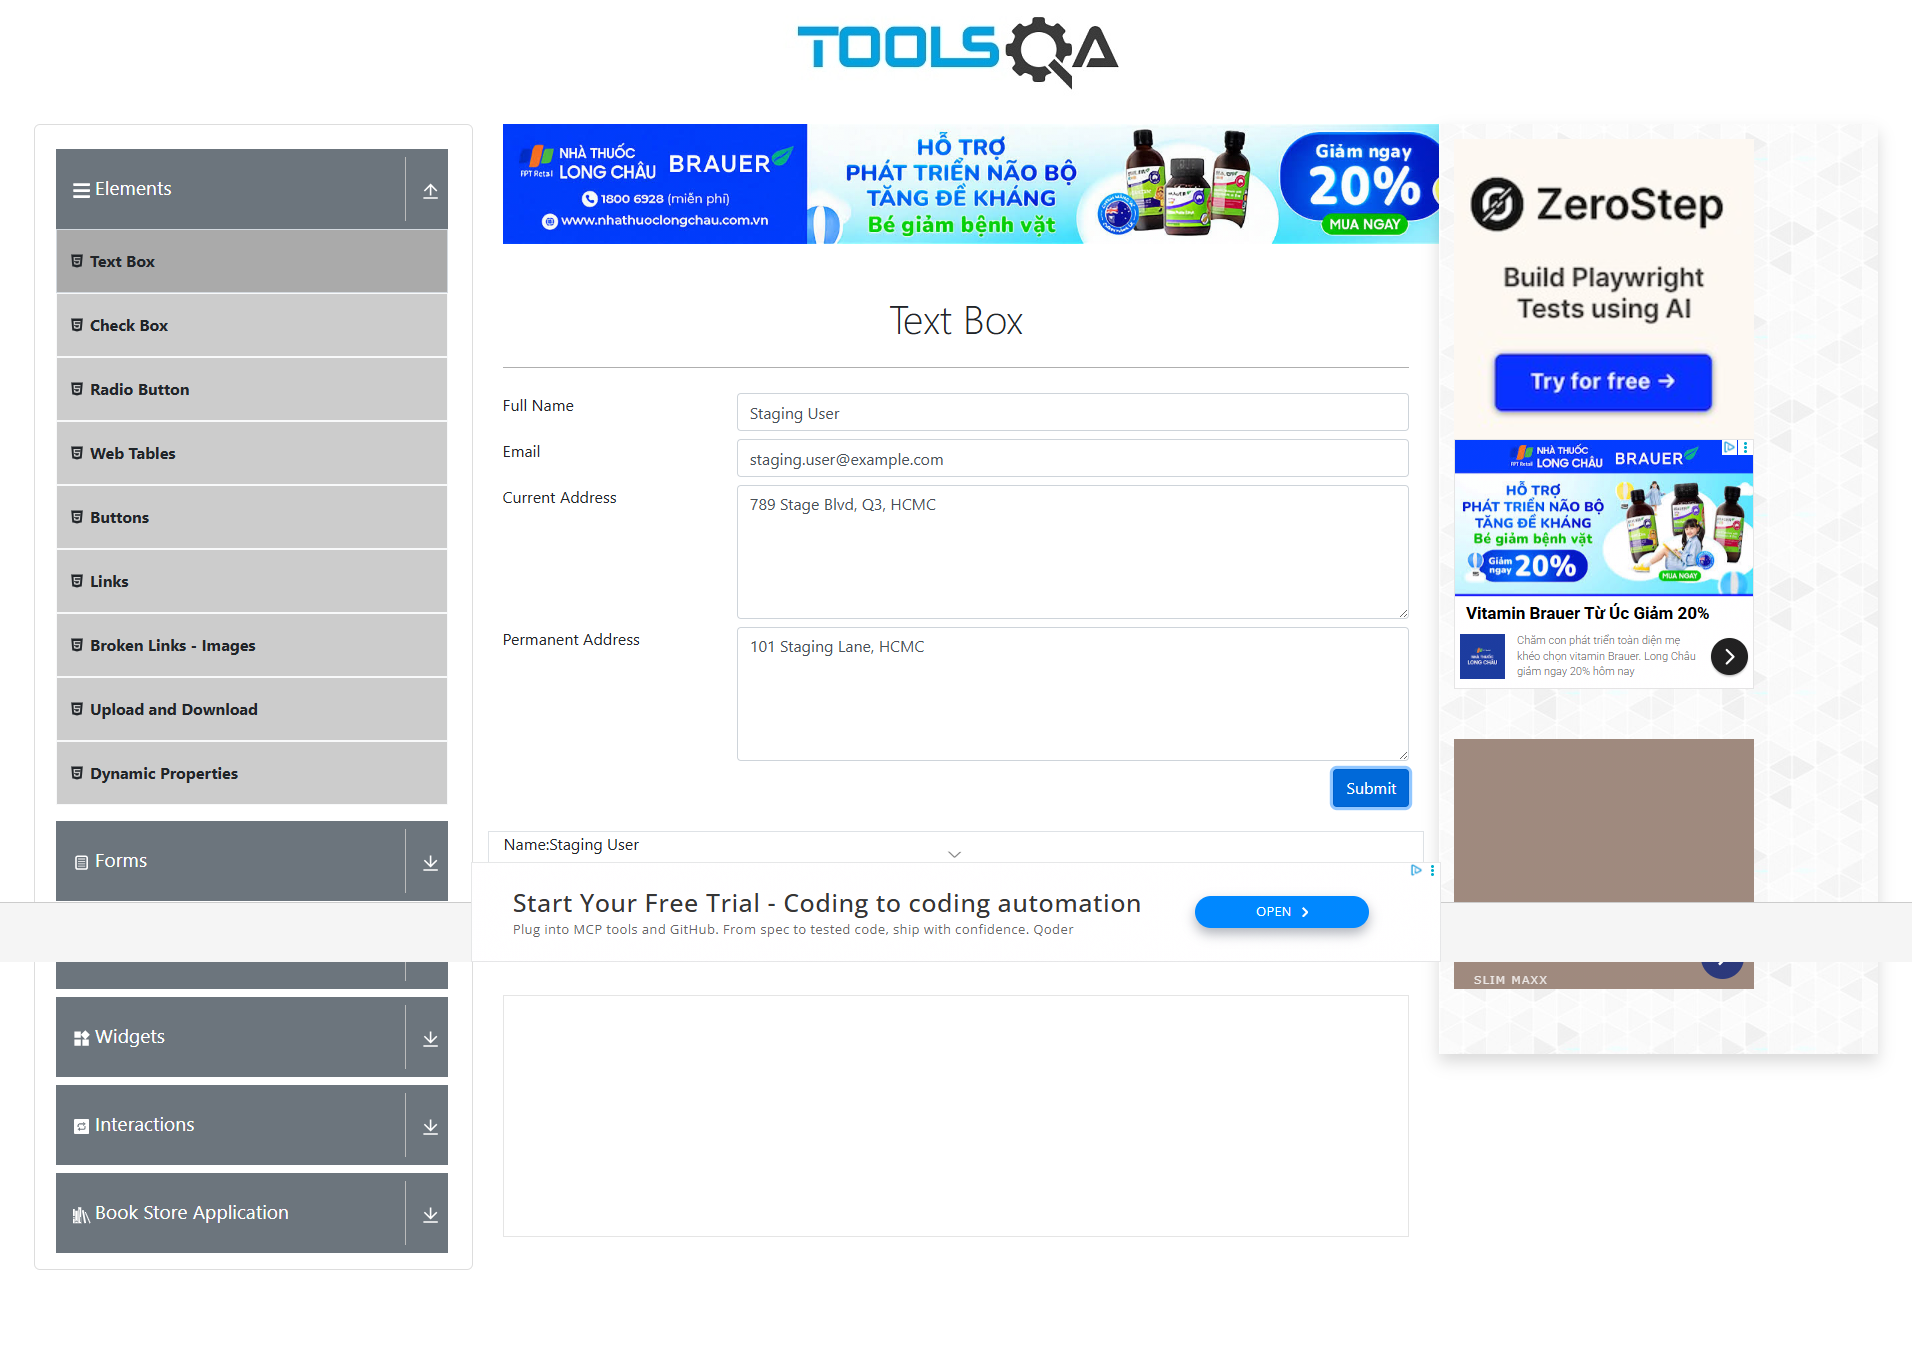 TOOLSQA
Elements
Text Box
Check Box
Radio Button
Web Tables
Buttons
Links
Broken Links - Images
Upload and Download
Dynamic Properties
Forms
Widgets
Interactions
Book Store Application
FPT Retail
NHÀ THUỐC
LONG CHÂU
BRAUER
1800 6928 (miễn phí)
www.nhathuoclongchau.com.vn
HỖ TRỢ
PHÁT TRIỂN NÃO BỘ
TĂNG ĐỀ KHÁNG
Bé giảm bệnh vặt
Giảm ngay
20%
MUA NGAY
Text Box
Full Name
Staging User
Email
staging.user@example.com
Current Address
789 Stage Blvd, Q3, HCMC
Permanent Address
101 Staging Lane, HCMC
Submit
Name:Staging User
Start Your Free Trial - Coding to coding automation
Plug into MCP tools and GitHub. From spec to tested code, ship with confidence. Qoder
OPEN
ZeroStep
Build Playwright
Tests using AI
Try for free →
FPT Retail
NHÀ THUỐC
LONG CHÂU
BRAUER
HỖ TRỢ
PHÁT TRIỂN NÃO BỘ
TĂNG ĐỀ KHÁNG
Bé giảm bệnh vặt
Giảm
ngay
20%
MUA NGAY
Vitamin Brauer Từ Úc Giảm 20%
NHÀ THUỐC
LONG CHÂU
Chăm con phát triển toàn diện mẹ
khéo chọn vitamin Brauer. Long Châu
giảm ngay 20% hôm nay
SLIM MAXX